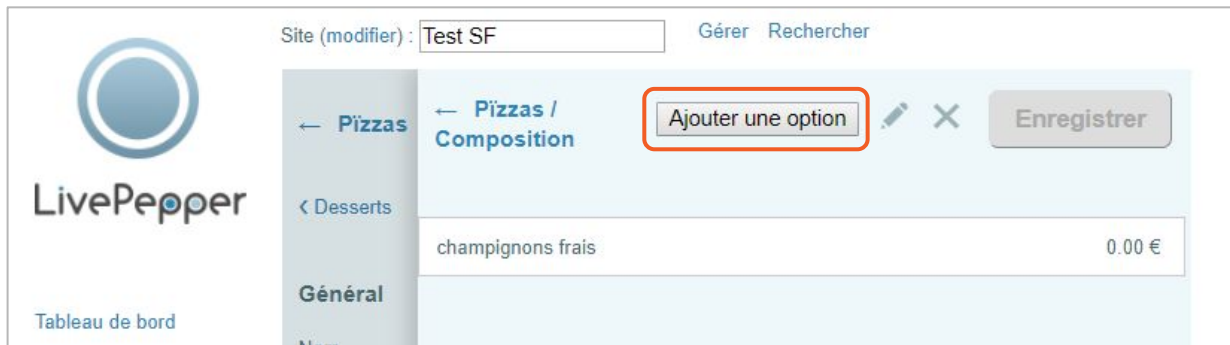 Site (modifier) : Test SF Gérer Rechercher
LivePepper
Tableau de bord
← Pïzzas
‹ Desserts
Général
← Pïzzas /
Composition
Ajouter une option
Enregistrer
champignons frais 0.00 €